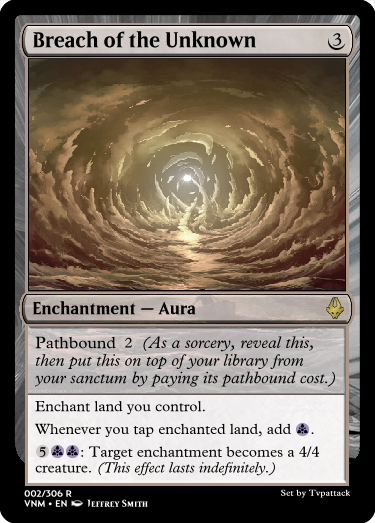 Breach of the Unknown 3
Enchantment — Aura
Pathbound 2 (As a sorcery, reveal this,
then put this on top of your library from
your sanctum by paying its pathbound cost.)
Enchant land you control.
Whenever you tap enchanted land, add .
5: Target enchantment becomes a 4/4
creature. (This effect lasts indefinitely.)
002/306 R
VNM • EN Jeffrey Smith
Set by Tvpattack